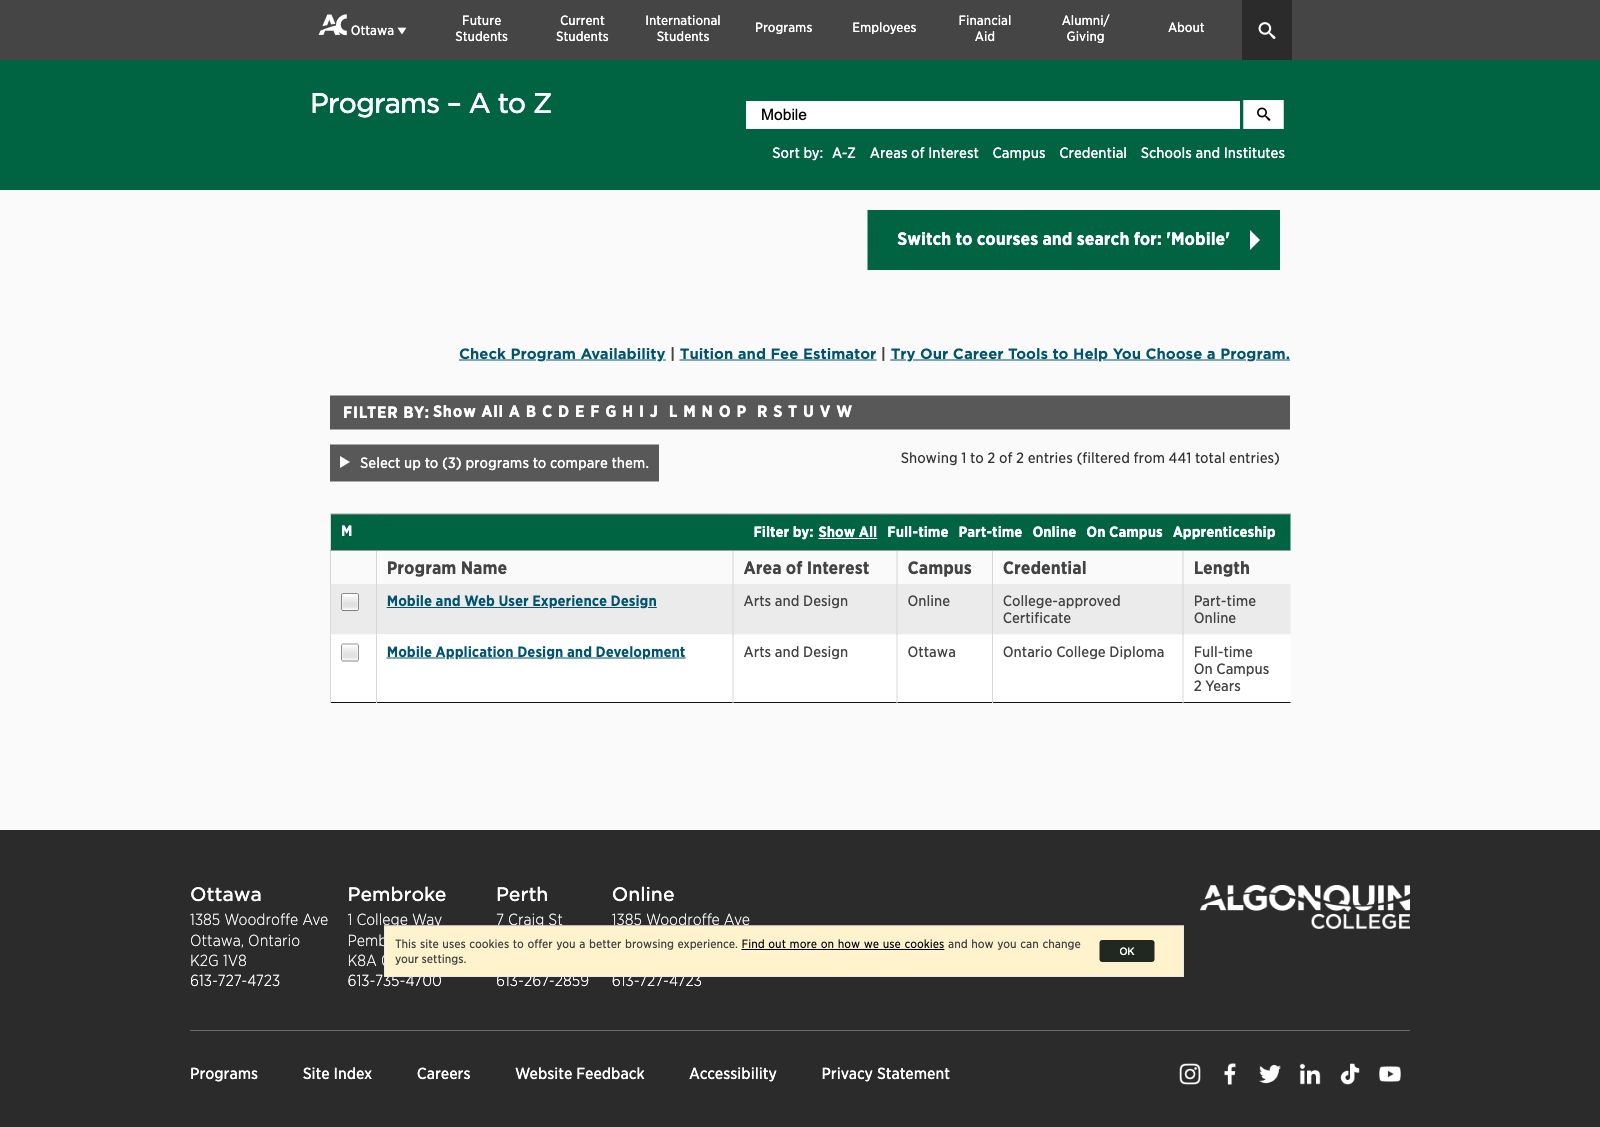 AC Ottawa
Future Students
Current Students
International Students
Programs
Employees
Financial Aid
Alumni/ Giving
About
Programs – A to Z
Mobile
Sort by: A-Z Areas of Interest Campus Credential Schools and Institutes
Switch to courses and search for: 'Mobile'
Check Program Availability | Tuition and Fee Estimator | Try Our Career Tools to Help You Choose a Program.
FILTER BY: Show All A B C D E F G H I J L M N O P R S T U V W
Select up to (3) programs to compare them.
Showing 1 to 2 of 2 entries (filtered from 441 total entries)
M
Filter by: Show All Full-time Part-time Online On Campus Apprenticeship
Program Name Area of Interest Campus Credential Length
Mobile and Web User Experience Design Arts and Design Online College-approved Certificate Part-time Online
Mobile Application Design and Development Arts and Design Ottawa Ontario College Diploma Full-time On Campus 2 Years
Ottawa
1385 Woodroffe Ave
Ottawa, Ontario
K2G 1V8
613-727-4723
Pembroke
1 College Way
Pemb
K8A
613-735-4700
Perth
7 Craig St
613-267-2859
Online
1385 Woodroffe Ave
613-727-4723
ALGONQUIN
COLLEGE
This site uses cookies to offer you a better browsing experience. Find out more on how we use cookies and how you can change
your settings.
OK
Programs Site Index Careers Website Feedback Accessibility Privacy Statement